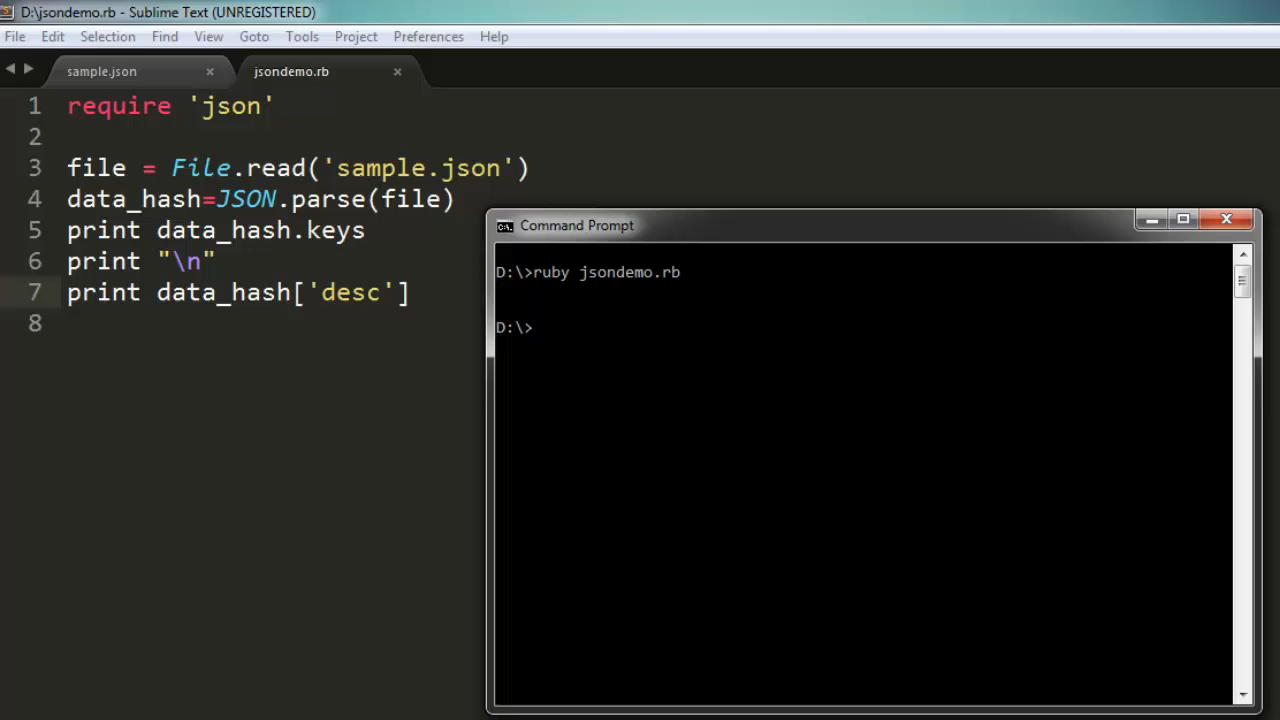 D:\jsondemo.rb - Sublime Text (UNREGISTERED)
File Edit Selection Find View Goto Tools Project Preferences Help
sample.json jsondemo.rb
1 require 'json'
2
3 file = File.read('sample.json')
4 data_hash=JSON.parse(file)
5 print data_hash.keys
6 print "\n"
7 print data_hash['desc']
8
Command Prompt
D:\>ruby jsondemo.rb
D:\>